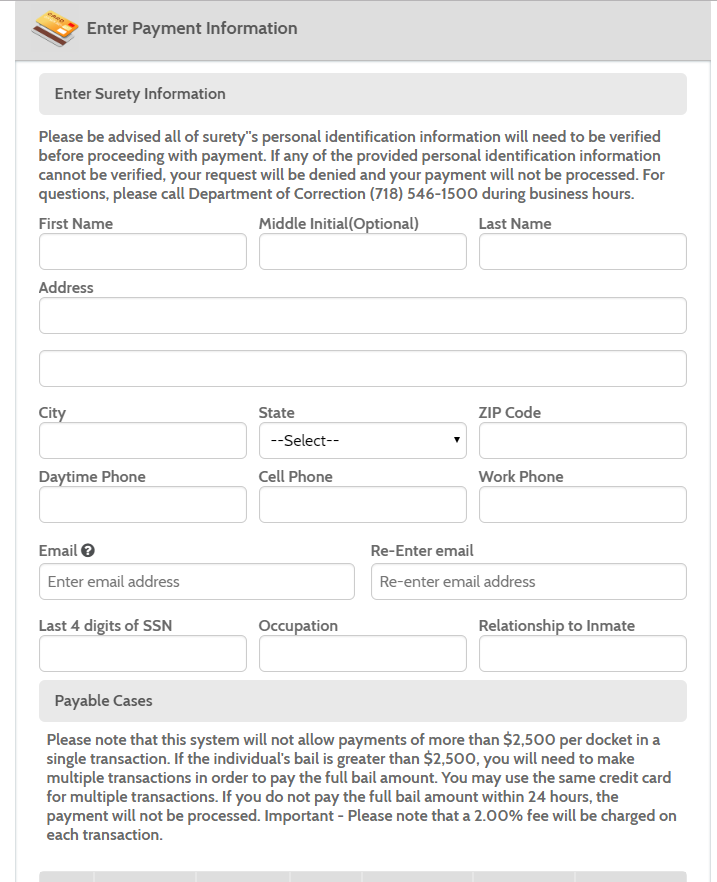 Enter Payment Information
Enter Surety Information
Please be advised all of surety"s personal identification information will need to be verified
before proceeding with payment. If any of the provided personal identification information
cannot be verified, your request will be denied and your payment will not be processed. For
questions, please call Department of Correction (718) 546-1500 during business hours.
First Name Middle Initial(Optional) Last Name
Address
City State ZIP Code
--Select--
Daytime Phone Cell Phone Work Phone
Email ? Re-Enter email
Enter email address Re-enter email address
Last 4 digits of SSN Occupation Relationship to Inmate
Payable Cases
Please note that this system will not allow payments of more than $2,500 per docket in a
single transaction. If the individual's bail is greater than $2,500, you will need to make
multiple transactions in order to pay the full bail amount. You may use the same credit card
for multiple transactions. If you do not pay the full bail amount within 24 hours, the
payment will not be processed. Important - Please note that a 2.00% fee will be charged on
each transaction.